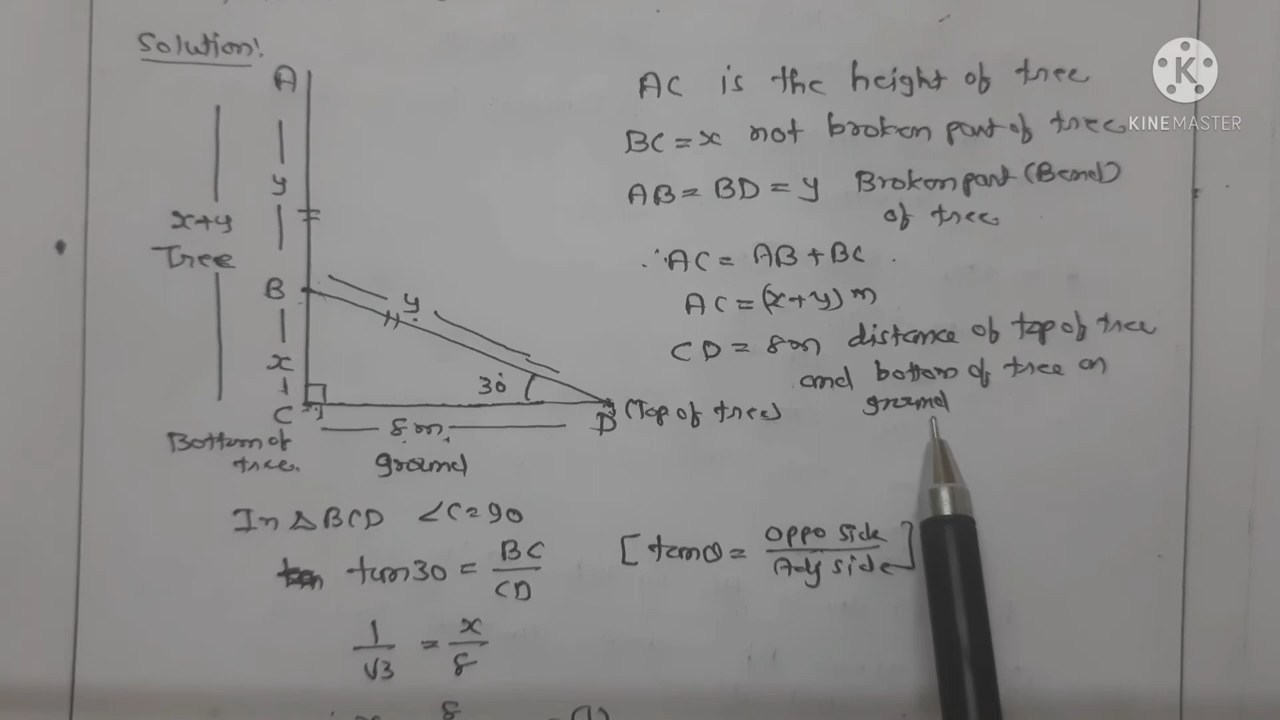 Solution!
A
y
x+y
Tree
B
y
x
30
C
8m
D (Top of tree)
Bottom of
tree.
ground
AC is the height of tree
BC = x not broken part of tree
AB = BD = y Broken part (Bend)
of tree
∴ AC = AB + BC
AC = (x+y) m
CD = 8m distance of top of tree
and bottom of tree on
ground
In △BCD ∠C=90
tan30 = BC/CD
[tanθ = oppo side/Adj side]
1/√3 = x/8
8
KINEMASTER